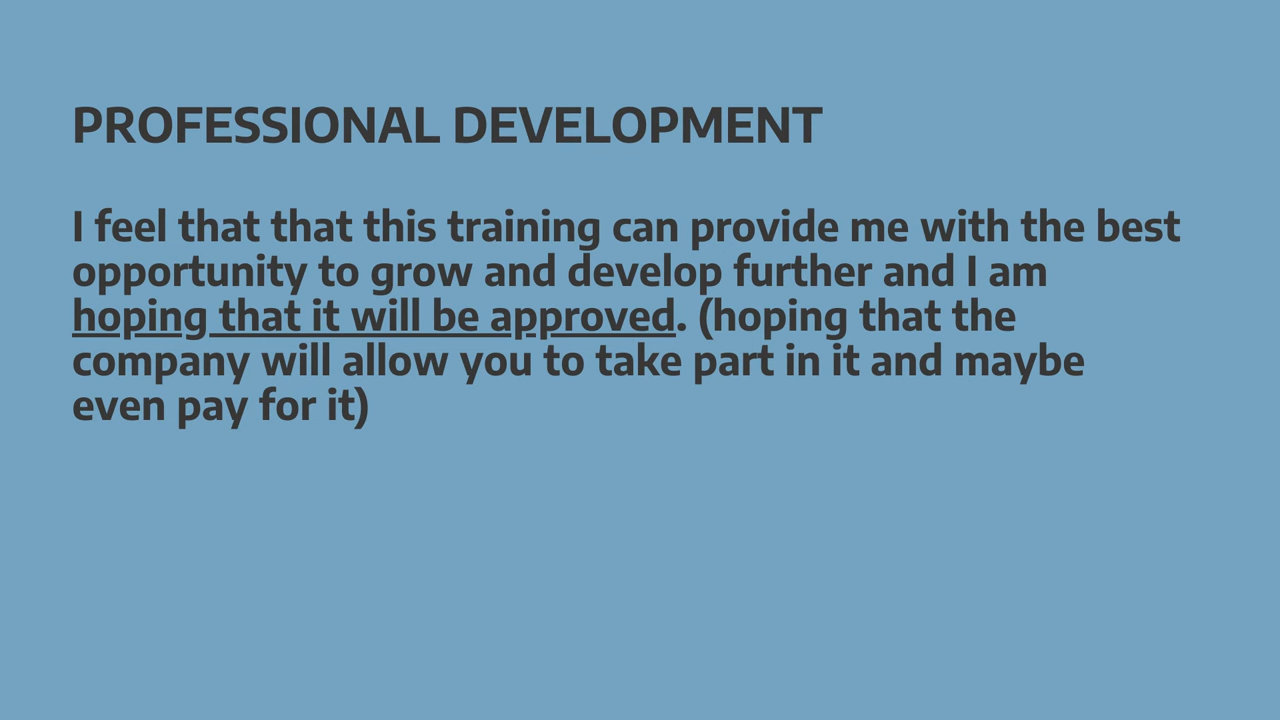 PROFESSIONAL DEVELOPMENT
I feel that that this training can provide me with the best
opportunity to grow and develop further and I am
hoping that it will be approved. (hoping that the
company will allow you to take part in it and maybe
even pay for it)